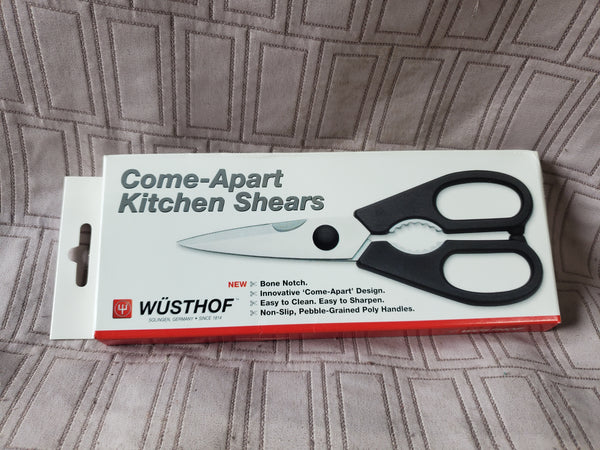 Come-Apart
Kitchen Shears
NEW ✂ Bone Notch.
✂ Innovative 'Come-Apart' Design.
✂ Easy to Clean. Easy to Sharpen.
✂ Non-Slip, Pebble-Grained Poly Handles.
WÜSTHOF™
SOLINGEN, GERMANY • SINCE 1814